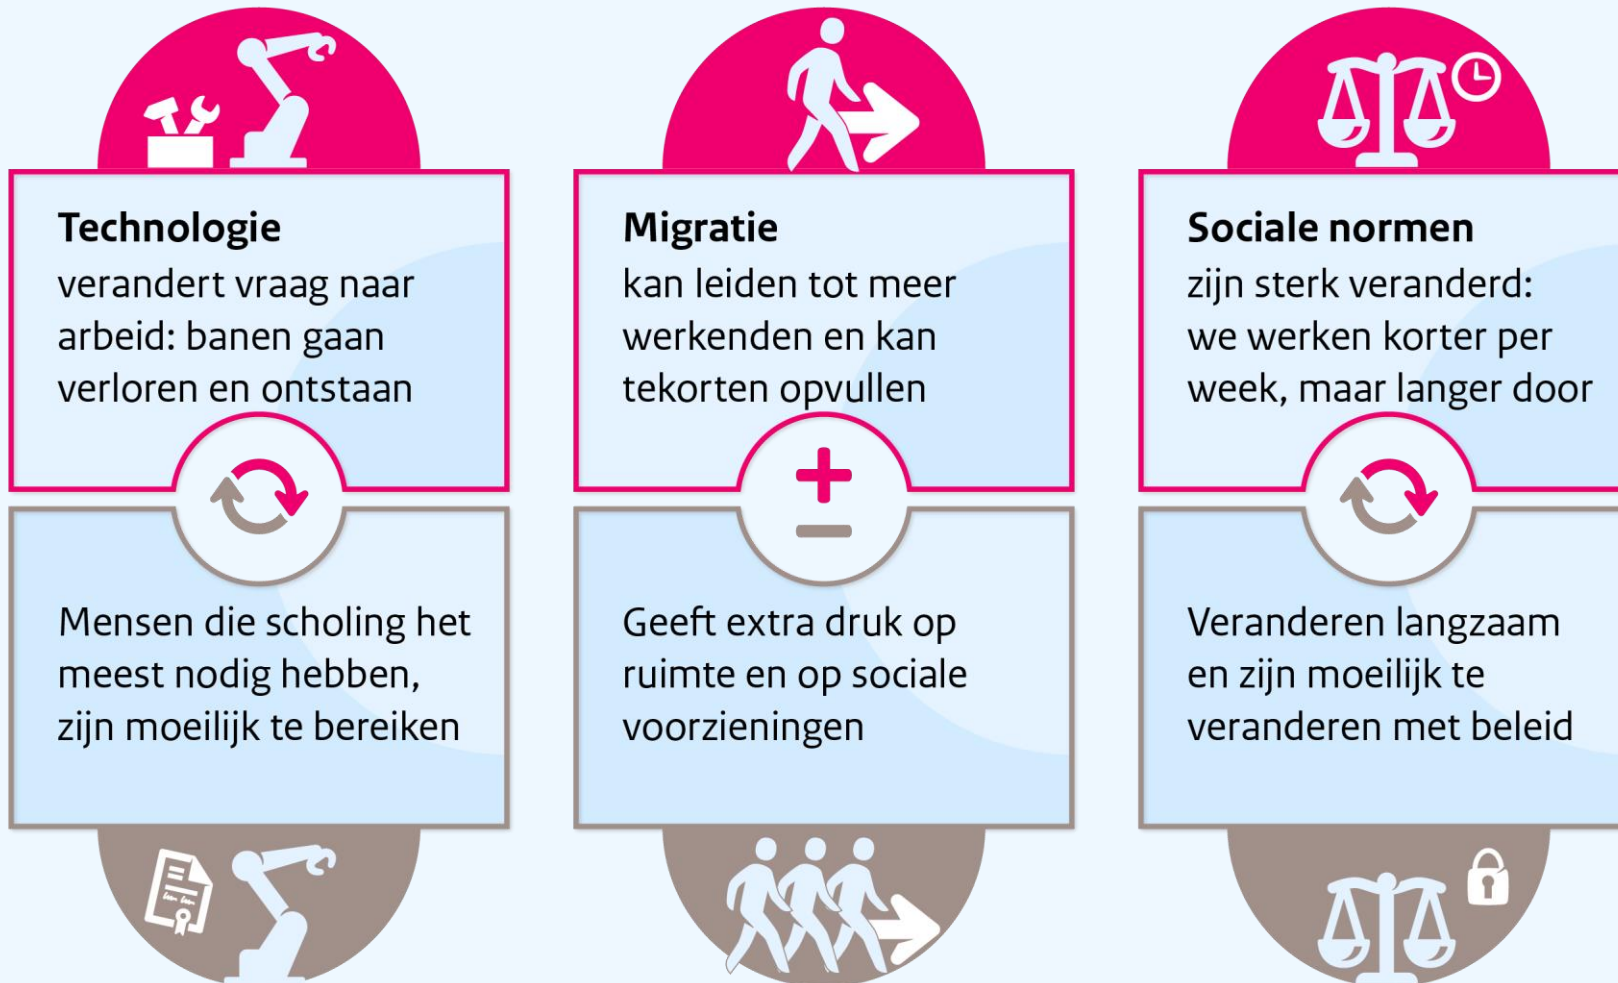 Technologie
verandert vraag naar
arbeid: banen gaan
verloren en ontstaan
Mensen die scholing het
meest nodig hebben,
zijn moeilijk te bereiken
Migratie
kan leiden tot meer
werkenden en kan
tekorten opvullen
Geeft extra druk op
ruimte en op sociale
voorzieningen
Sociale normen
zijn sterk veranderd:
we werken korter per
week, maar langer door
Veranderen langzaam
en zijn moeilijk te
veranderen met beleid